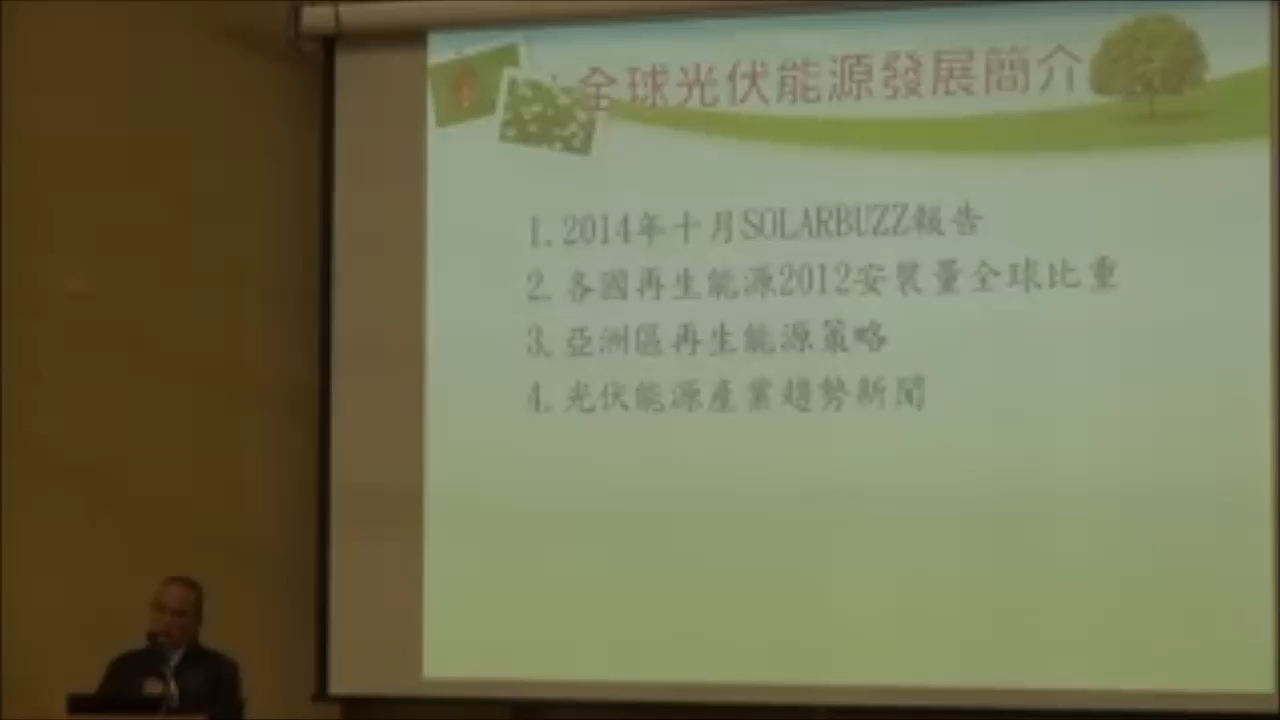 全球光伏能源發展簡介
1. 2014年十月SOLARBUZZ報告
2. 各國再生能源2012安裝量全球比重
3. 亞洲區再生能源策略
4. 光伏能源產業趨勢新聞